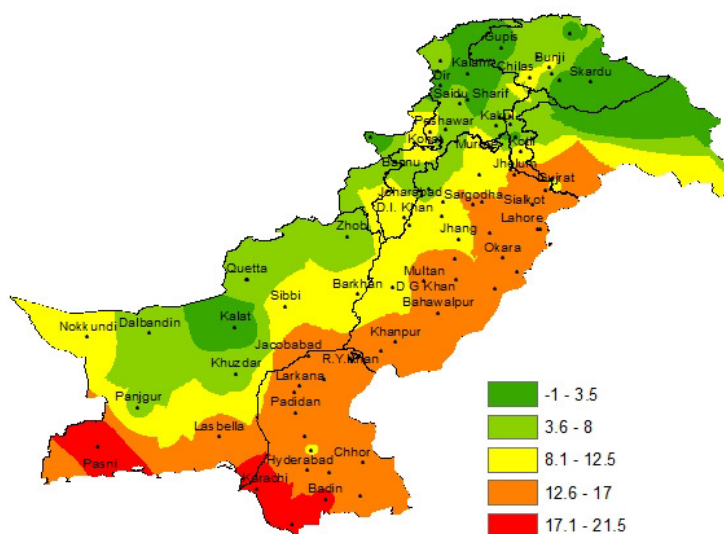 Gupis
Kalam
Bunji
Chilas
Dir
Skardu
Saidu Sharif
Kakul
Peshawar
Kotli
Bannu
Jhelum
Gujrat
Joharabad
Sargodha
D.I. Khan
Sialkot
Lahore
Zhob
Jhang
Okara
Quetta
Multan
Barkhan
D G Khan
Sibbi
Bahawalpur
Nokkundi
Dalbandin
Kalat
Khanpur
Jacobabad
R.Y.Khan
Khuzdar
Larkana
Panjgur
Padidan
Lasbella
Chhor
Pasni
Hyderabad
Karachi
Badin
-1 - 3.5
3.6 - 8
8.1 - 12.5
12.6 - 17
17.1 - 21.5